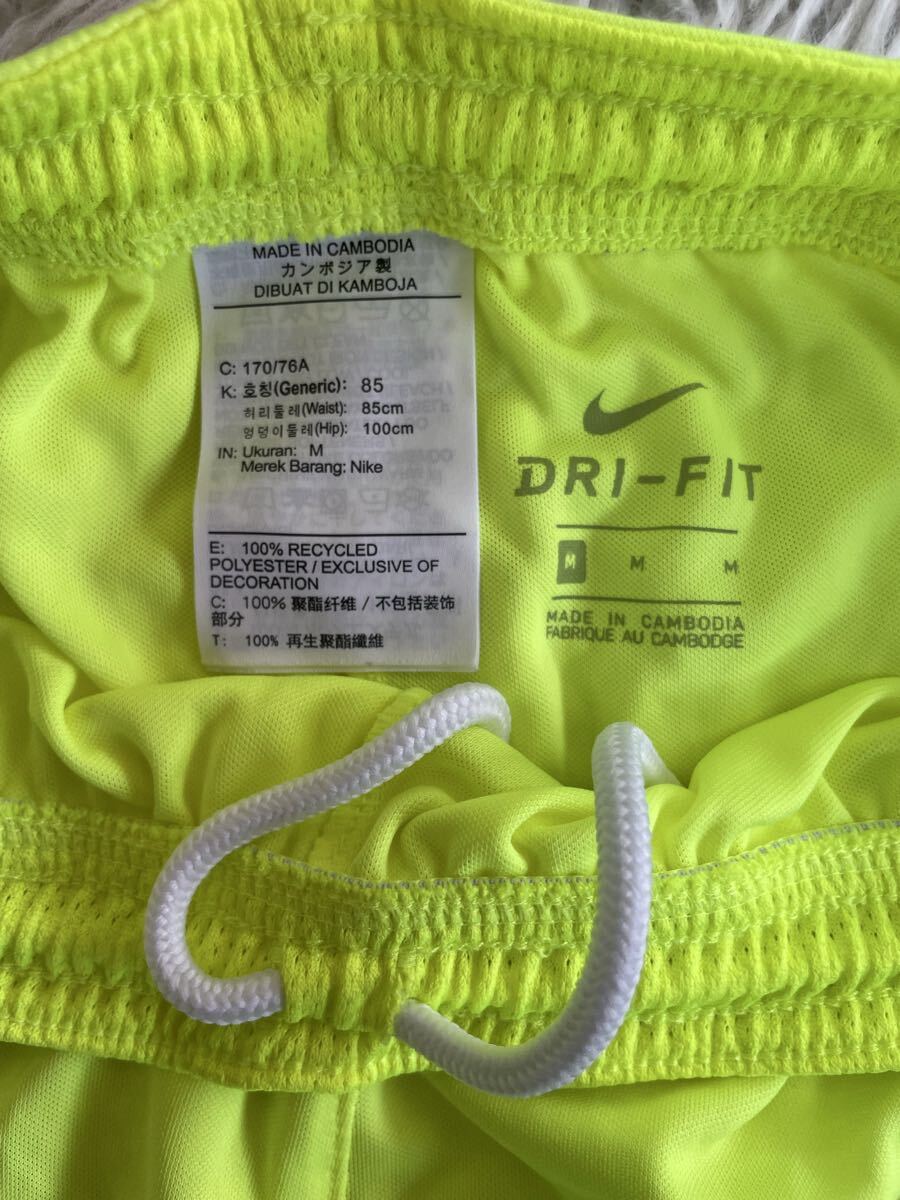 MADE IN CAMBODIA
カンボジア製
DIBUAT DI KAMBOJA
C: 170/76A
K: 호칭(Generic): 85
허리둘레(Waist): 85cm
엉덩이둘레(Hip): 100cm
IN: Ukuran: M
Merek Barang: Nike
E: 100% RECYCLED
POLYESTER / EXCLUSIVE OF
DECORATION
C: 100% 聚酯纤维 / 不包括装饰
部分
T: 100% 再生聚酯纖維
DRI-FIT
M M M
MADE IN CAMBODIA
FABRIQUE AU CAMBODGE